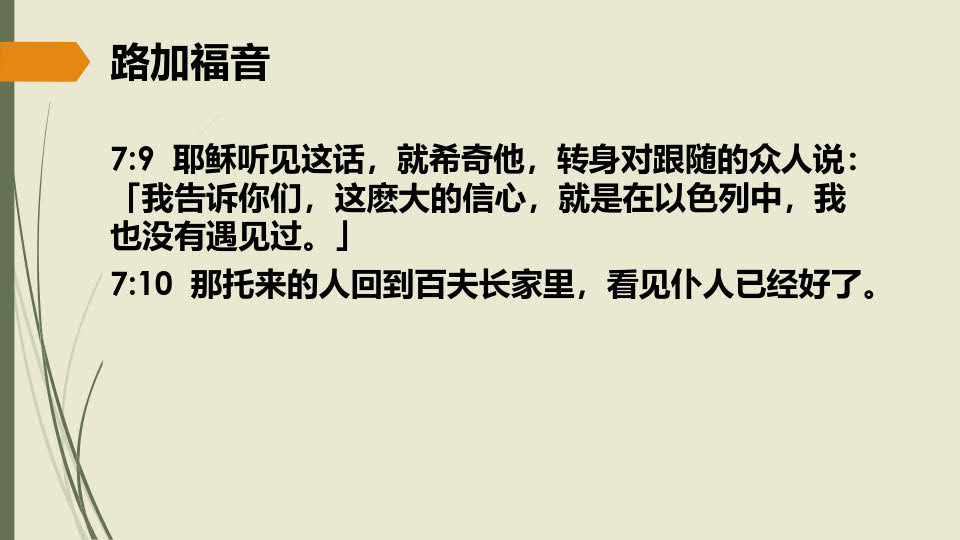 路加福音
7:9 耶稣听见这话，就希奇他，转身对跟随的众人说：
「我告诉你们，这麽大的信心，就是在以色列中，我
也没有遇见过。」
7:10 那托来的人回到百夫长家里，看见仆人已经好了。